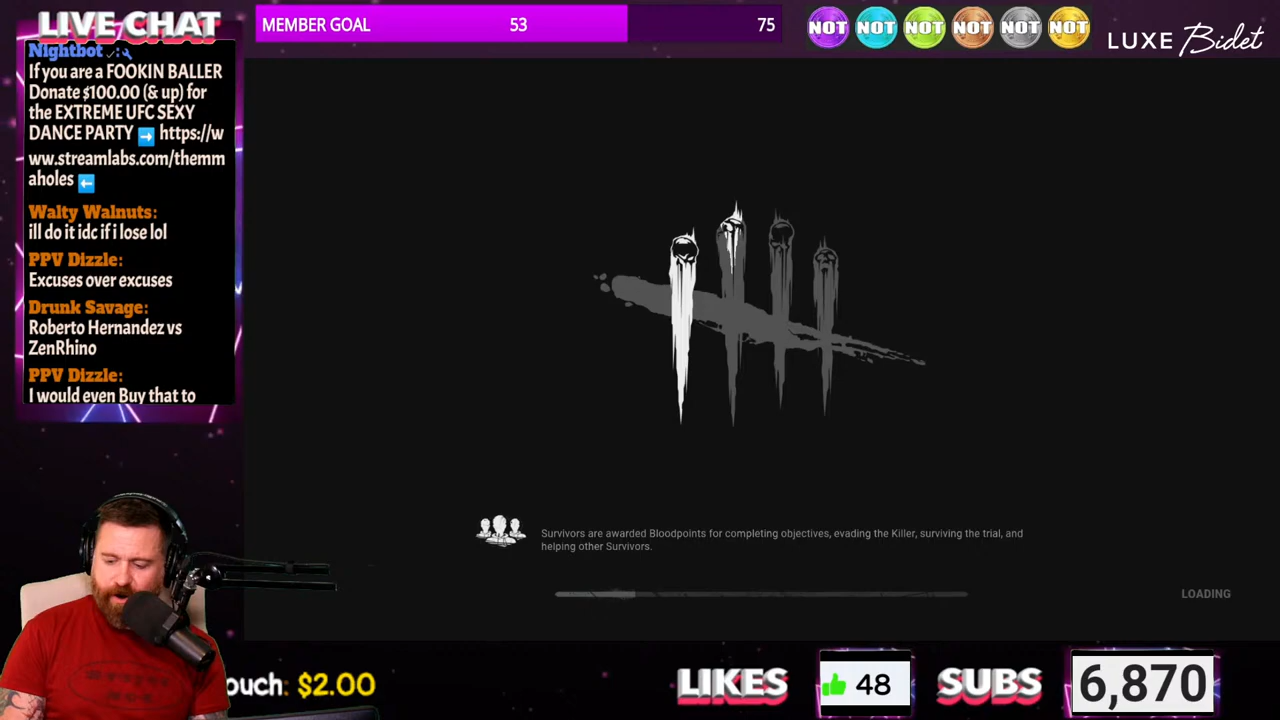 LIVE CHAT
Nightbot
If you are a FOOKIN BALLER
Donate $100.00 (& up) for
the EXTREME UFC SEXY
DANCE PARTY ➡ https://w
ww.streamlabs.com/themm
aholes ⬅
Walty Walnuts:
ill do it idc if i lose lol
PPV Dizzle:
Excuses over excuses
Drunk Savage:
Roberto Hernandez vs
ZenRhino
PPV Dizzle:
I would even Buy that to
MEMBER GOAL 53 75
NOT NOT NOT NOT NOT NOT
LUXE Bidet
Survivors are awarded Bloodpoints for completing objectives, evading the Killer, surviving the trial, and
helping other Survivors.
LOADING
ouch: $2.00
LIKES 48 SUBS 6,870